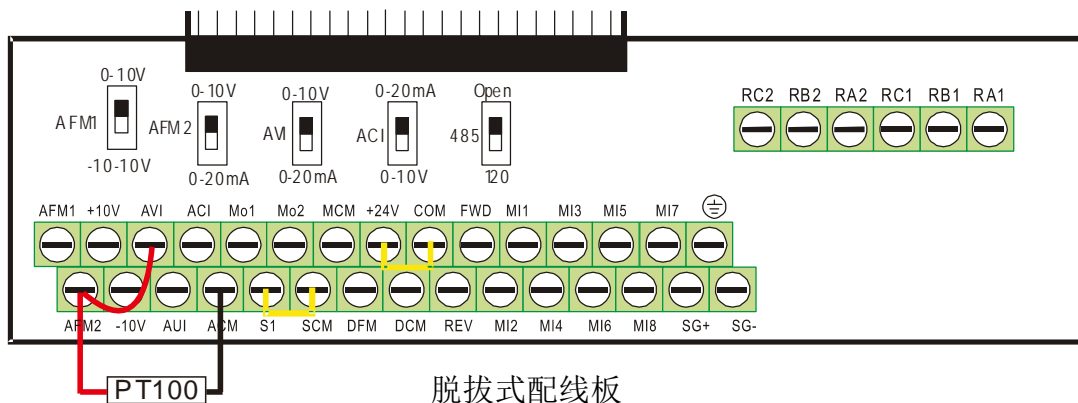 0-10V 0-10V 0-10V 0-20mA Open
RC2 RB2 RA2 RC1 RB1 RA1
AFM1 AFM2 AVI ACI 485
-10-10V 0-20mA 0-20mA 0-10V 120
AFM1 +10V AVI ACI Mo1 Mo2 MCM +24V COM FWD MI1 MI3 MI5 MI7
AFM2 -10V AUI ACM S1 SCM DFM DCM REV MI2 MI4 MI6 MI8 SG+ SG-
PT100
脱拔式配线板